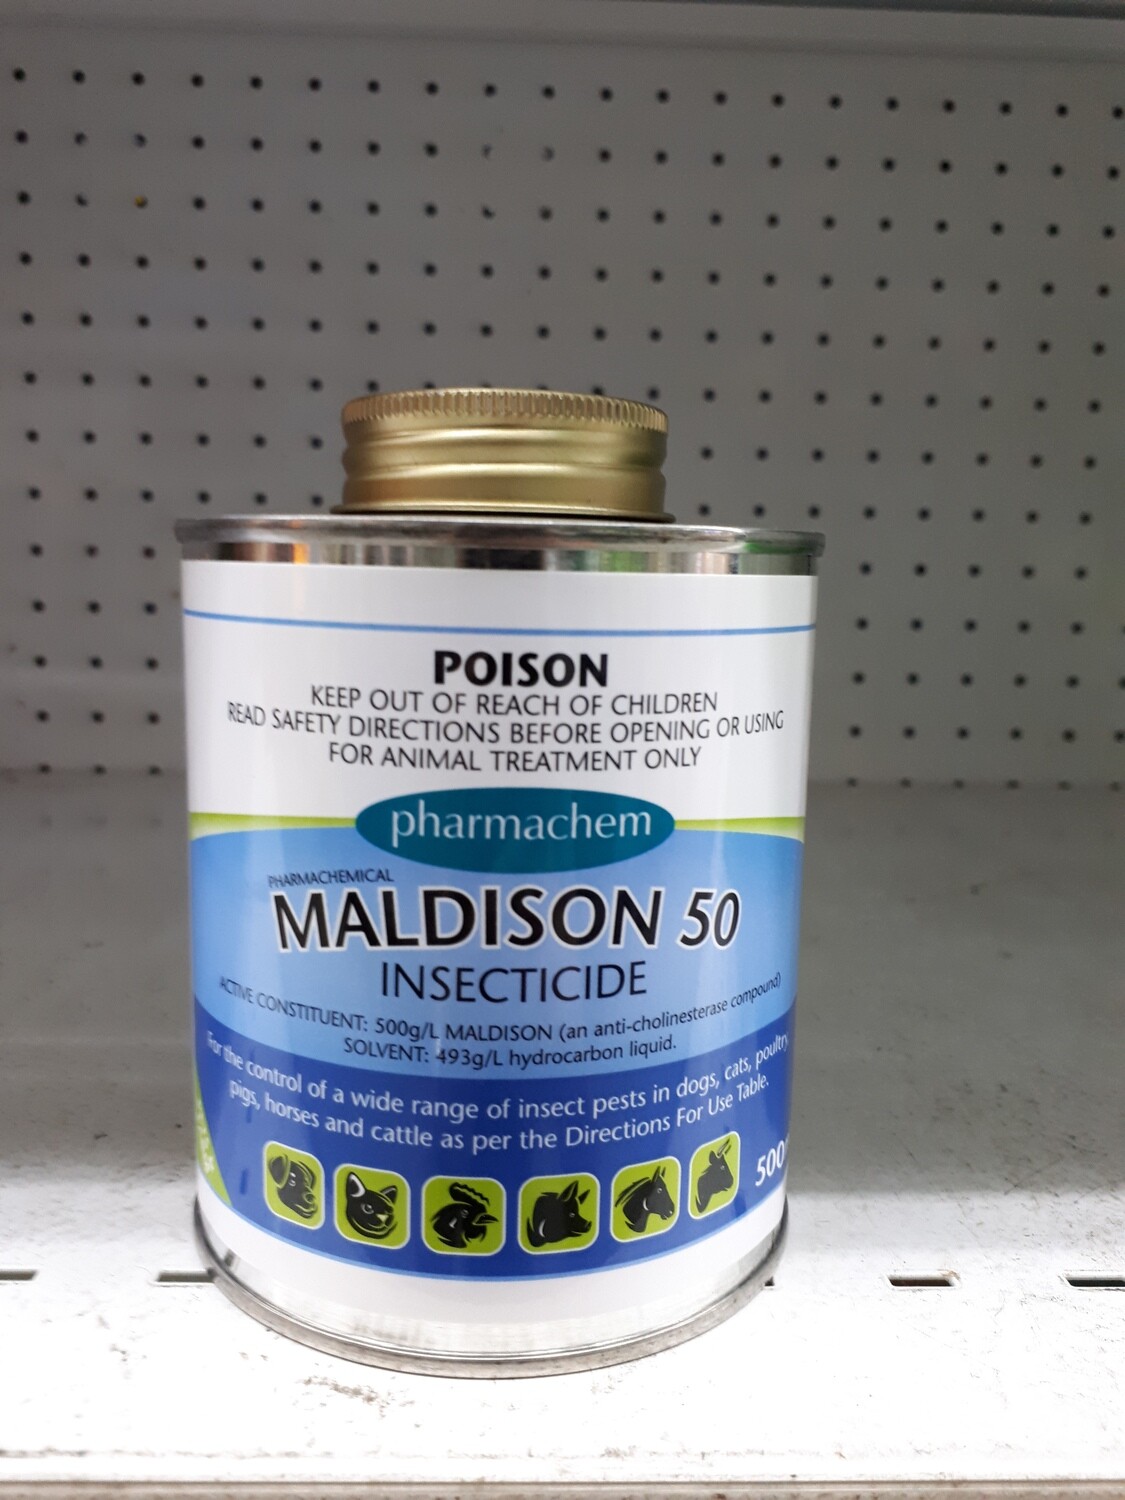 POISON
KEEP OUT OF REACH OF CHILDREN
READ SAFETY DIRECTIONS BEFORE OPENING OR USING
FOR ANIMAL TREATMENT ONLY
pharmachem
PHARMACHEMICAL
MALDISON 50
INSECTICIDE
ACTIVE CONSTITUENT: 500g/L MALDISON (an anti-cholinesterase compound)
SOLVENT: 493g/L hydrocarbon liquid.
For the control of a wide range of insect pests in dogs, cats, poultry,
pigs, horses and cattle as per the Directions For Use Table.
500